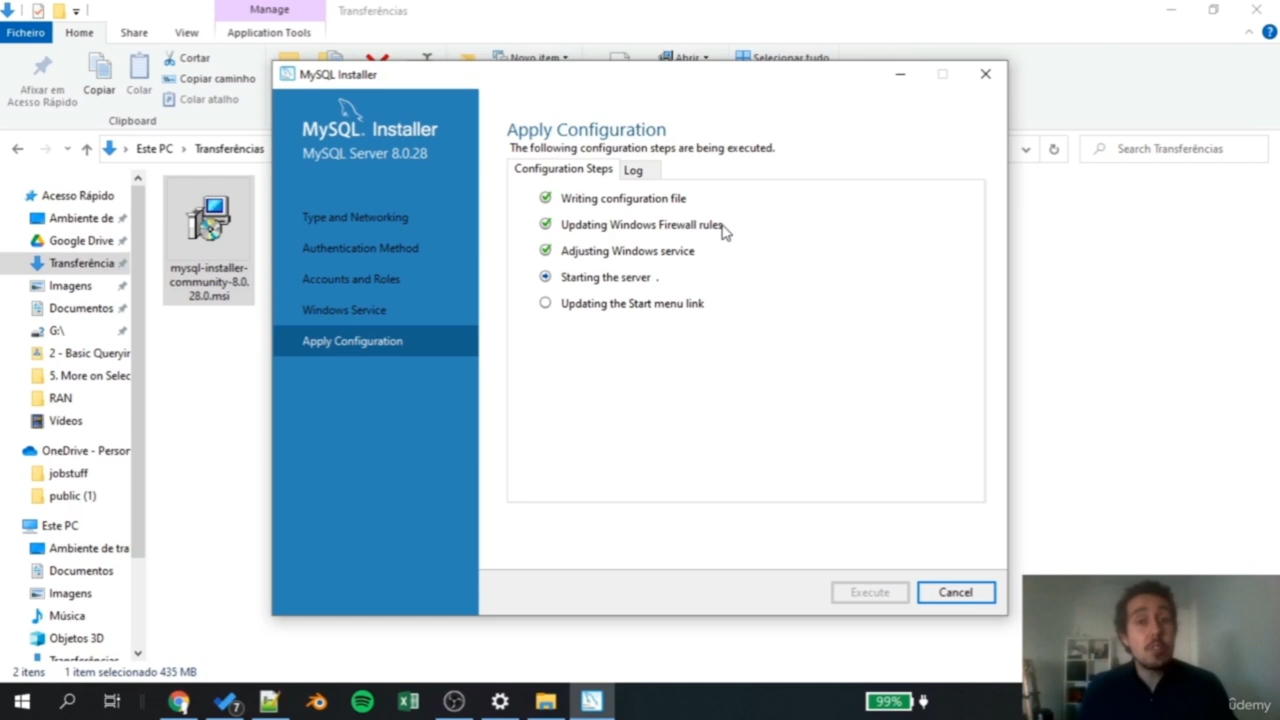 Manage
Transferências
Ficheiro
Home
Share
View
Application Tools
Cortar
Copiar caminho
Colar atalho
Afixar em
Acesso Rápido
Copiar
Colar
Clipboard
Novo item
Abrir
Selecionar tudo
Este PC
Transferências
Search Transferências
Acesso Rápido
Ambiente de
Google Drive
Transferência
Imagens
Documentos
G:\
2 - Basic Queryir
5. More on Selec
RAN
Vídeos
OneDrive - Person
jobstuff
public (1)
Este PC
Ambiente de tra
Documentos
Imagens
Música
Objetos 3D
Transferências
2 itens
1 item selecionado 435 MB
mysql-installer-
community-8.0.
28.0.msi
MySQL Installer
MySQL. Installer
MySQL Server 8.0.28
Type and Networking
Authentication Method
Accounts and Roles
Windows Service
Apply Configuration
Apply Configuration
The following configuration steps are being executed.
Configuration Steps
Log
Writing configuration file
Updating Windows Firewall rules
Adjusting Windows service
Starting the server .
Updating the Start menu link
Execute
Cancel
7
99%
ûdemy